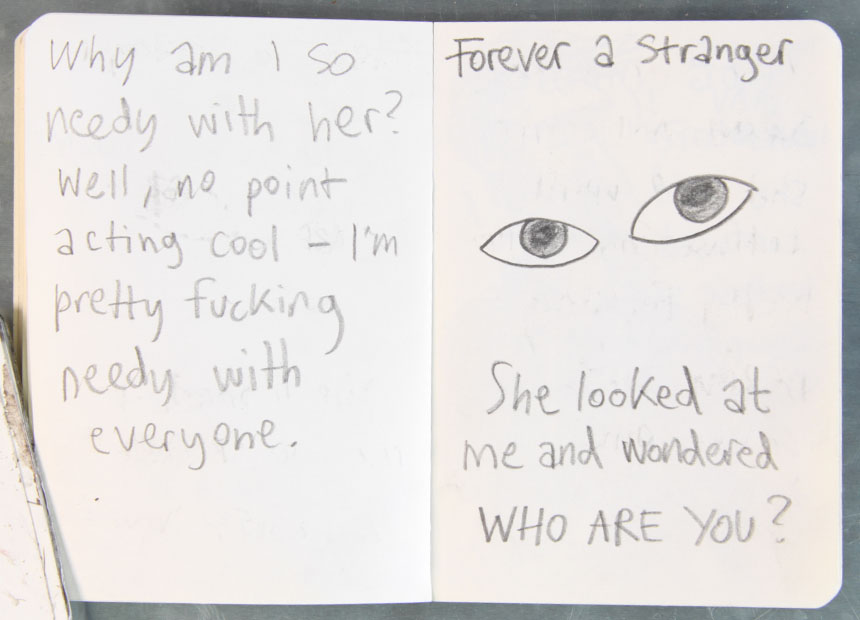 Why am I so
needy with her?
Well, no point
acting cool – I'm
pretty fucking
needy with
everyone.
Forever a Stranger
She looked at
me and wondered
WHO ARE YOU?